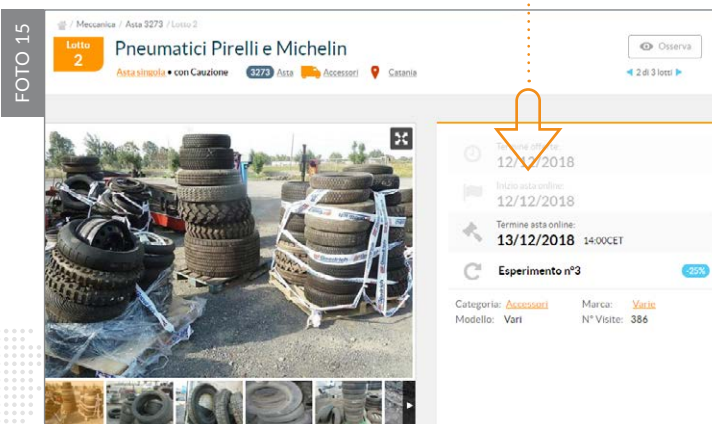 FOTO 15
/ Meccanica / Asta 3273 / Lotto 2
Lotto
2
Pneumatici Pirelli e Michelin
Asta singola • con Cauzione 3273 Asta Accessori Catania
Osserva
2 di 3 lotti
Termine offerte:
12/12/2018
Inizio asta online:
12/12/2018
Termine asta online:
13/12/2018 14:00CET
Esperimento n°3 -25%
Categoria: Accessori Marca: Varie
Modello: Vari N° Visite: 386